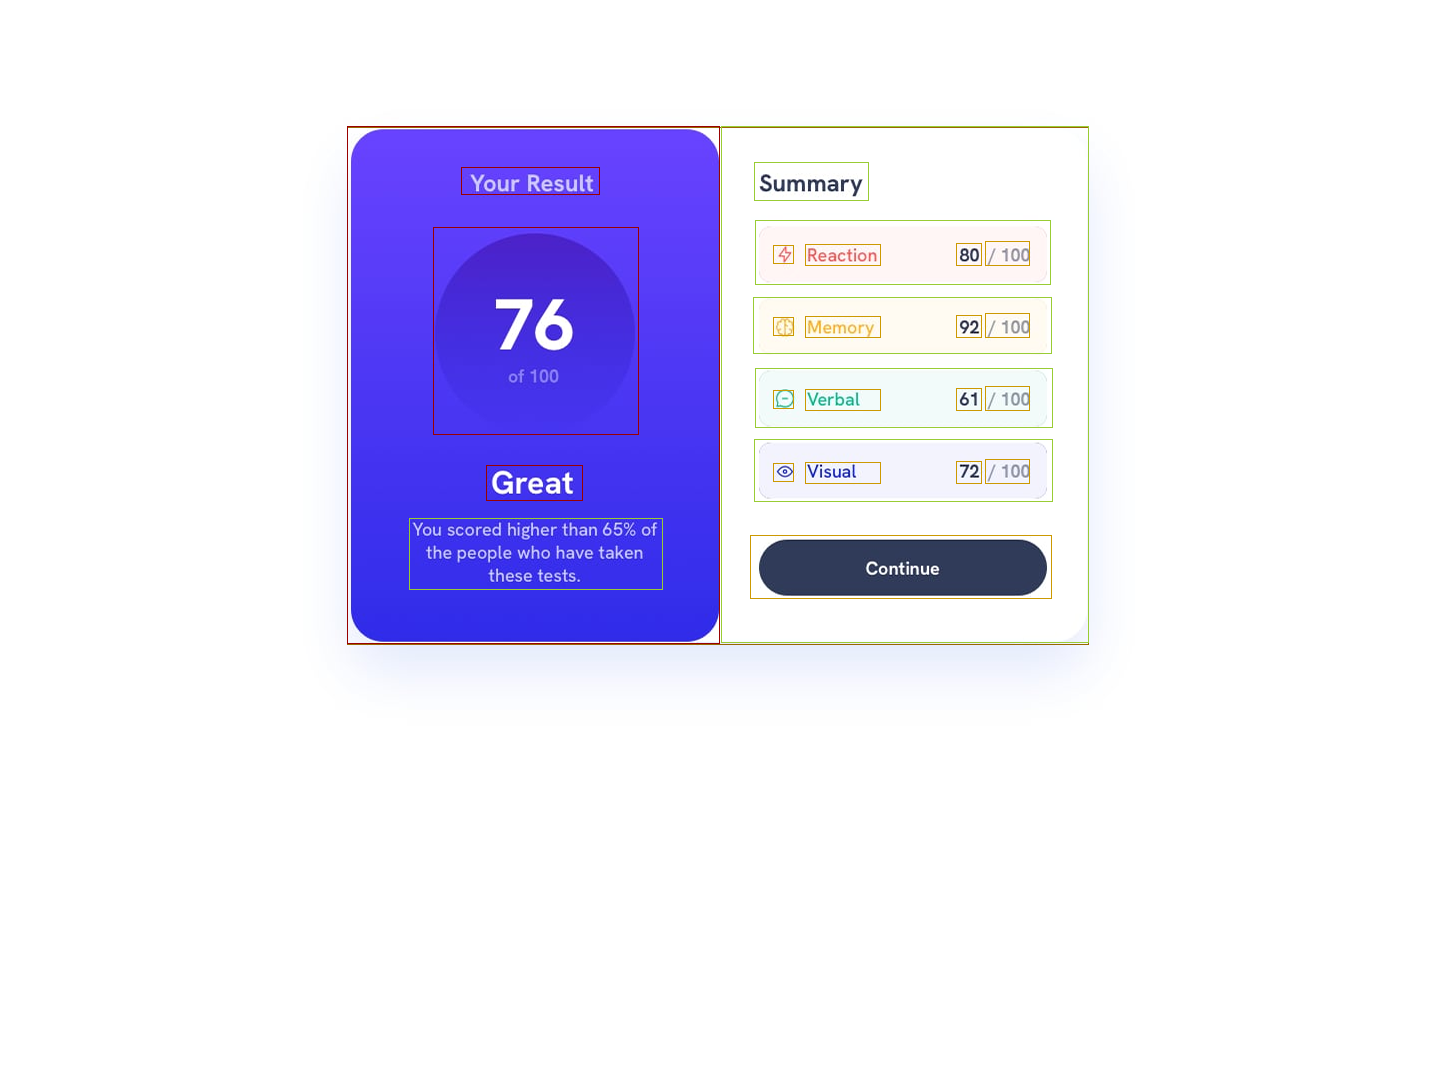 Your Result
76
of 100
Great
You scored higher than 65% of
the people who have taken
these tests.
Summary
Reaction 80 / 100
Memory 92 / 100
Verbal 61 / 100
Visual 72 / 100
Continue